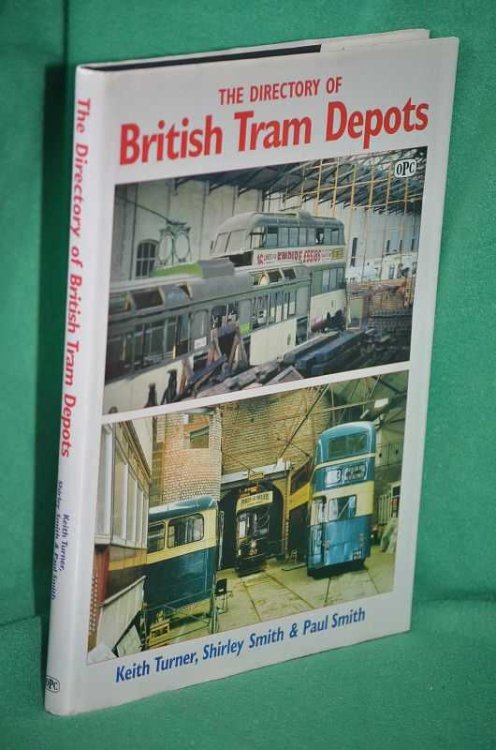 THE DIRECTORY OF
British Tram Depots
OPC
Keith Turner, Shirley Smith & Paul Smith
The Directory of British Tram Depots
Keith Turner,
Shirley Smith & Paul Smith
OPC